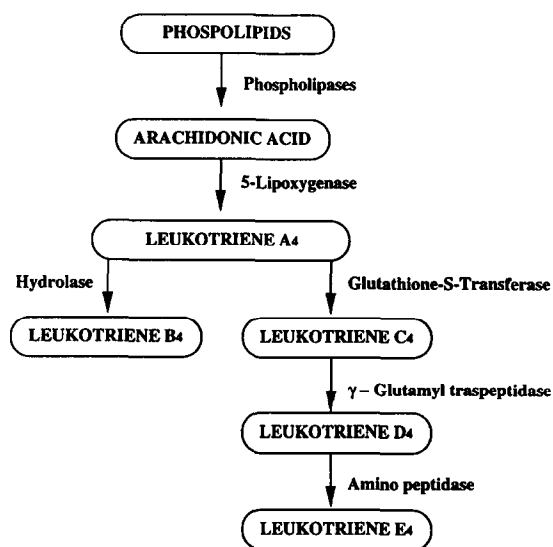 PHOSPOLIPIDS
Phospholipases
ARACHIDONIC ACID
5-Lipoxygenase
LEUKOTRIENE A4
Hydrolase
Glutathione-S-Transferase
LEUKOTRIENE B4
LEUKOTRIENE C4
γ – Glutamyl traspeptidase
LEUKOTRIENE D4
Amino peptidase
LEUKOTRIENE E4